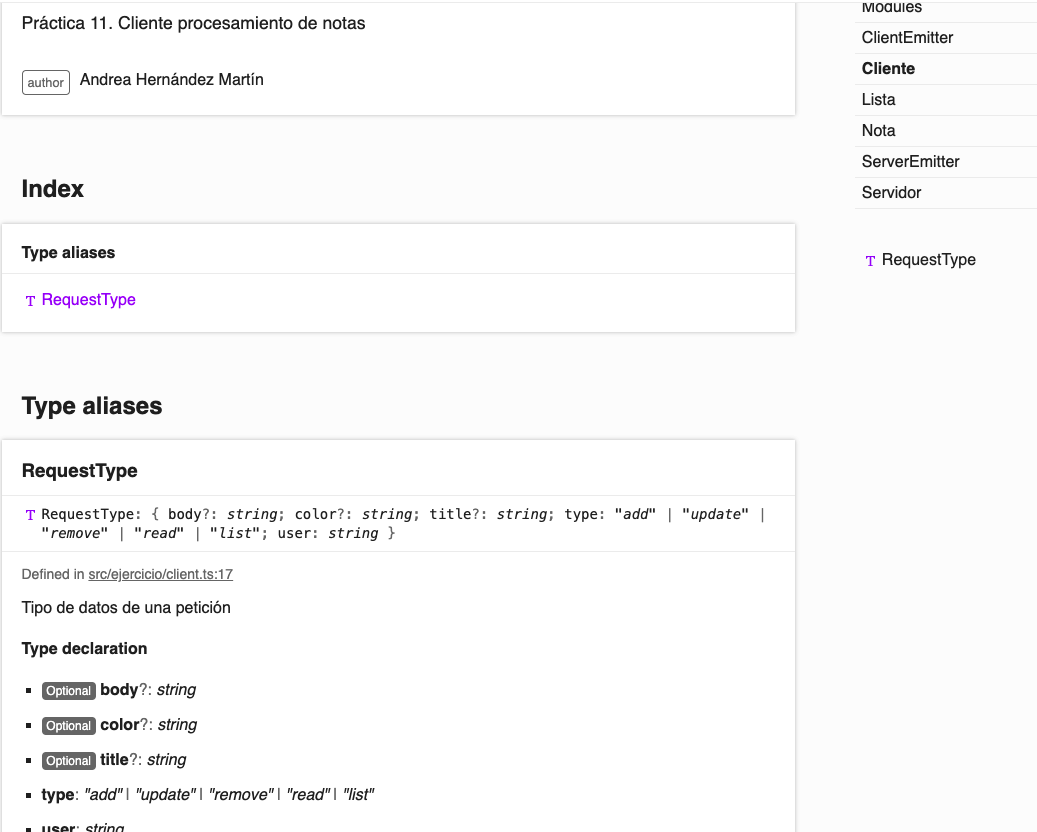 Práctica 11. Cliente procesamiento de notas
author Andrea Hernández Martín
Index
Type aliases
T RequestType
Type aliases
RequestType
T RequestType: { body?: string; color?: string; title?: string; type: "add" | "update" |
"remove" | "read" | "list"; user: string }
Defined in src/ejercicio/client.ts:17
Tipo de datos de una petición
Type declaration
▪ Optional body?: string
▪ Optional color?: string
▪ Optional title?: string
▪ type: "add" | "update" | "remove" | "read" | "list"
▪ user: string
Modules
ClientEmitter
Cliente
Lista
Nota
ServerEmitter
Servidor
T RequestType